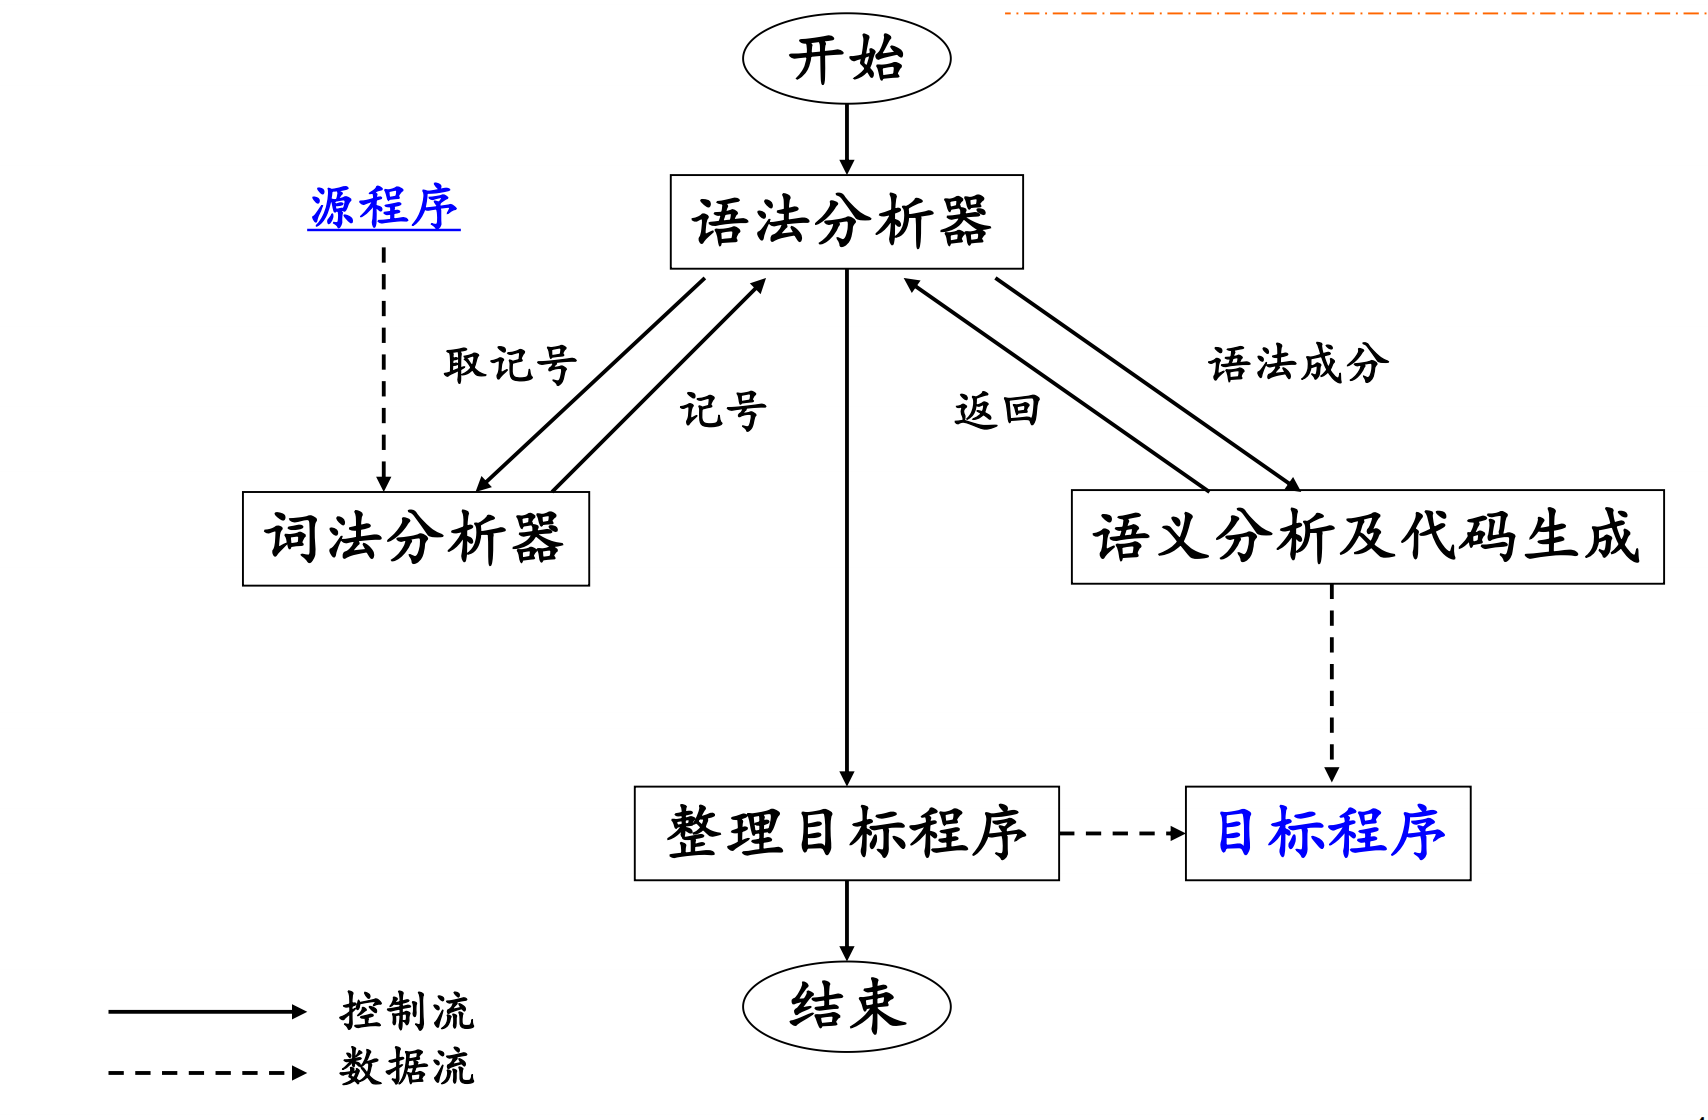 开始
源程序
语法分析器
取记号
记号
返回
语法成分
词法分析器
语义分析及代码生成
整理目标程序
目标程序
结束
控制流
数据流